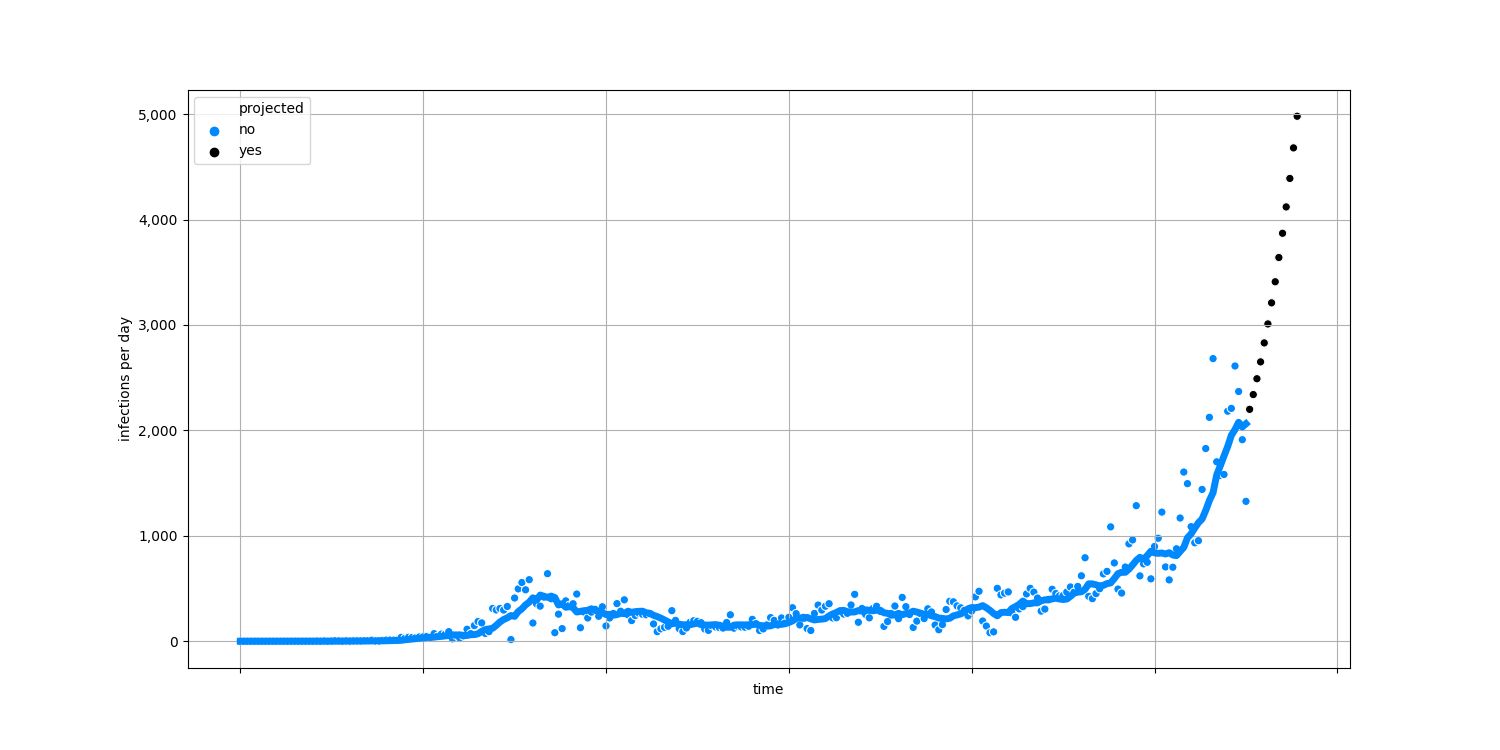 projected
no
yes
5,000
4,000
3,000
2,000
1,000
0
infections per day
time